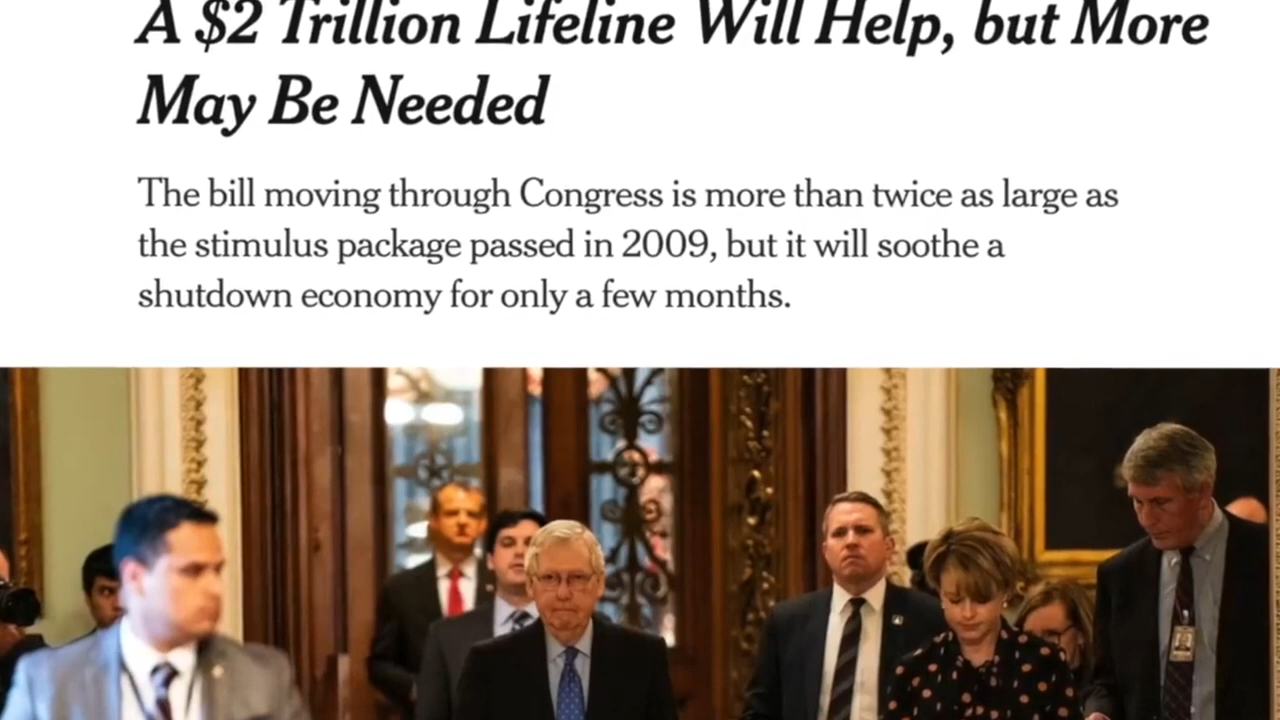 A $2 Trillion Lifeline Will Help, but More
May Be Needed
The bill moving through Congress is more than twice as large as
the stimulus package passed in 2009, but it will soothe a
shutdown economy for only a few months.